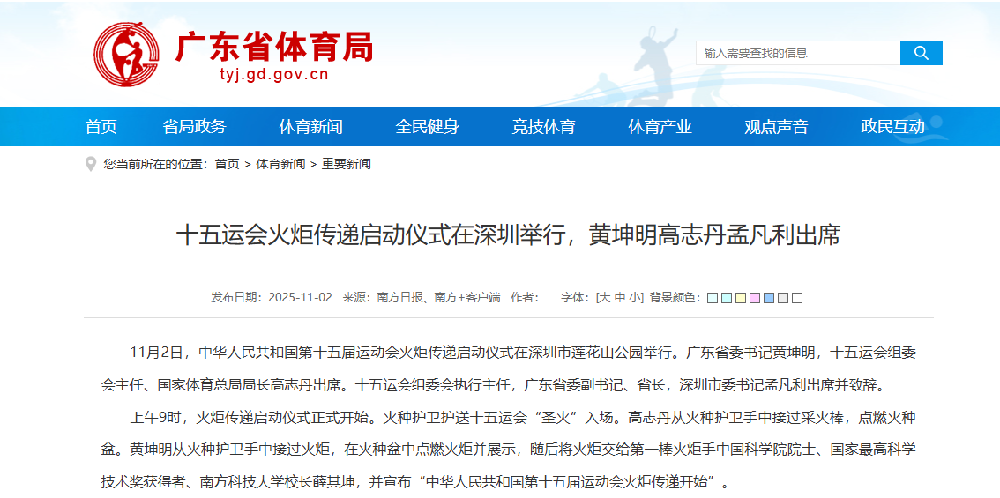 广东省体育局
tyj.gd.gov.cn
输入需要查找的信息
首页 省局政务 体育新闻 全民健身 竞技体育 体育产业 观点声音 政民互动
您当前所在的位置：首页 > 体育新闻 > 重要新闻
十五运会火炬传递启动仪式在深圳举行，黄坤明高志丹孟凡利出席
发布日期：2025-11-02 来源：南方日报、南方+客户端 作者： 字体：[大 中 小] 背景颜色：
11月2日，中华人民共和国第十五届运动会火炬传递启动仪式在深圳市莲花山公园举行。广东省委书记黄坤明，十五运会组委
会主任、国家体育总局局长高志丹出席。十五运会组委会执行主任，广东省委副书记、省长，深圳市委书记孟凡利出席并致辞。
上午9时，火炬传递启动仪式正式开始。火种护卫护送十五运会“圣火”入场。高志丹从火种护卫手中接过采火棒，点燃火种
盆。黄坤明从火种护卫手中接过火炬，在火种盆中点燃火炬并展示，随后将火炬交给第一棒火炬手中国科学院院士、国家最高科学
技术奖获得者、南方科技大学校长薛其坤，并宣布“中华人民共和国第十五届运动会火炬传递开始”。